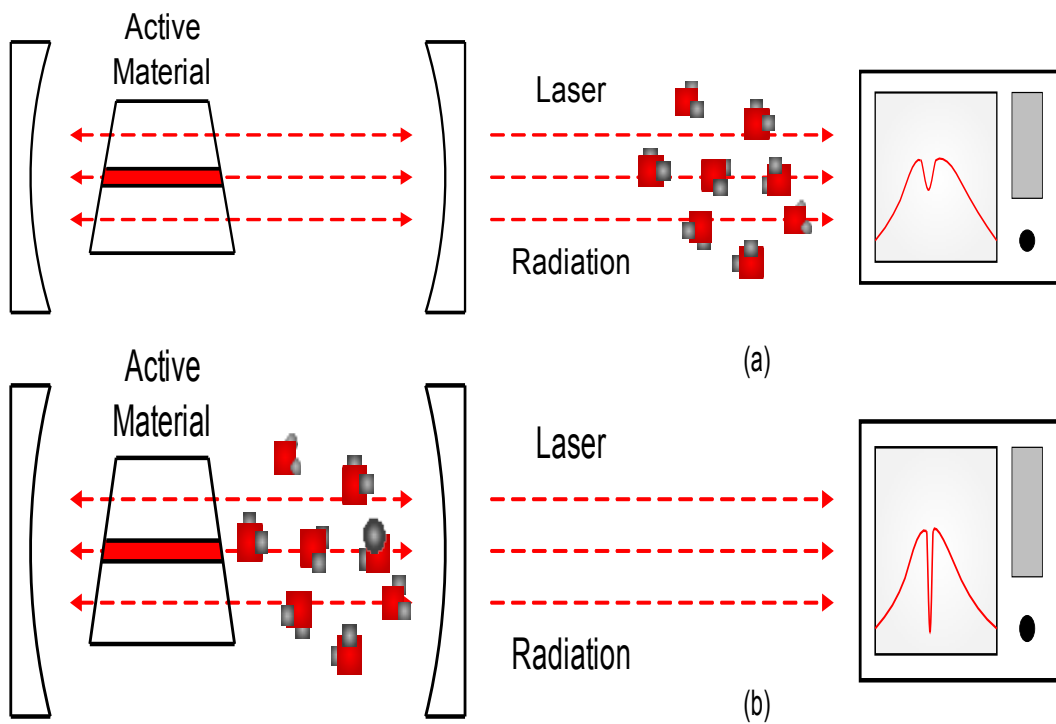 Active
Material
Laser
Radiation
(a)
Active
Material
Laser
Radiation
(b)